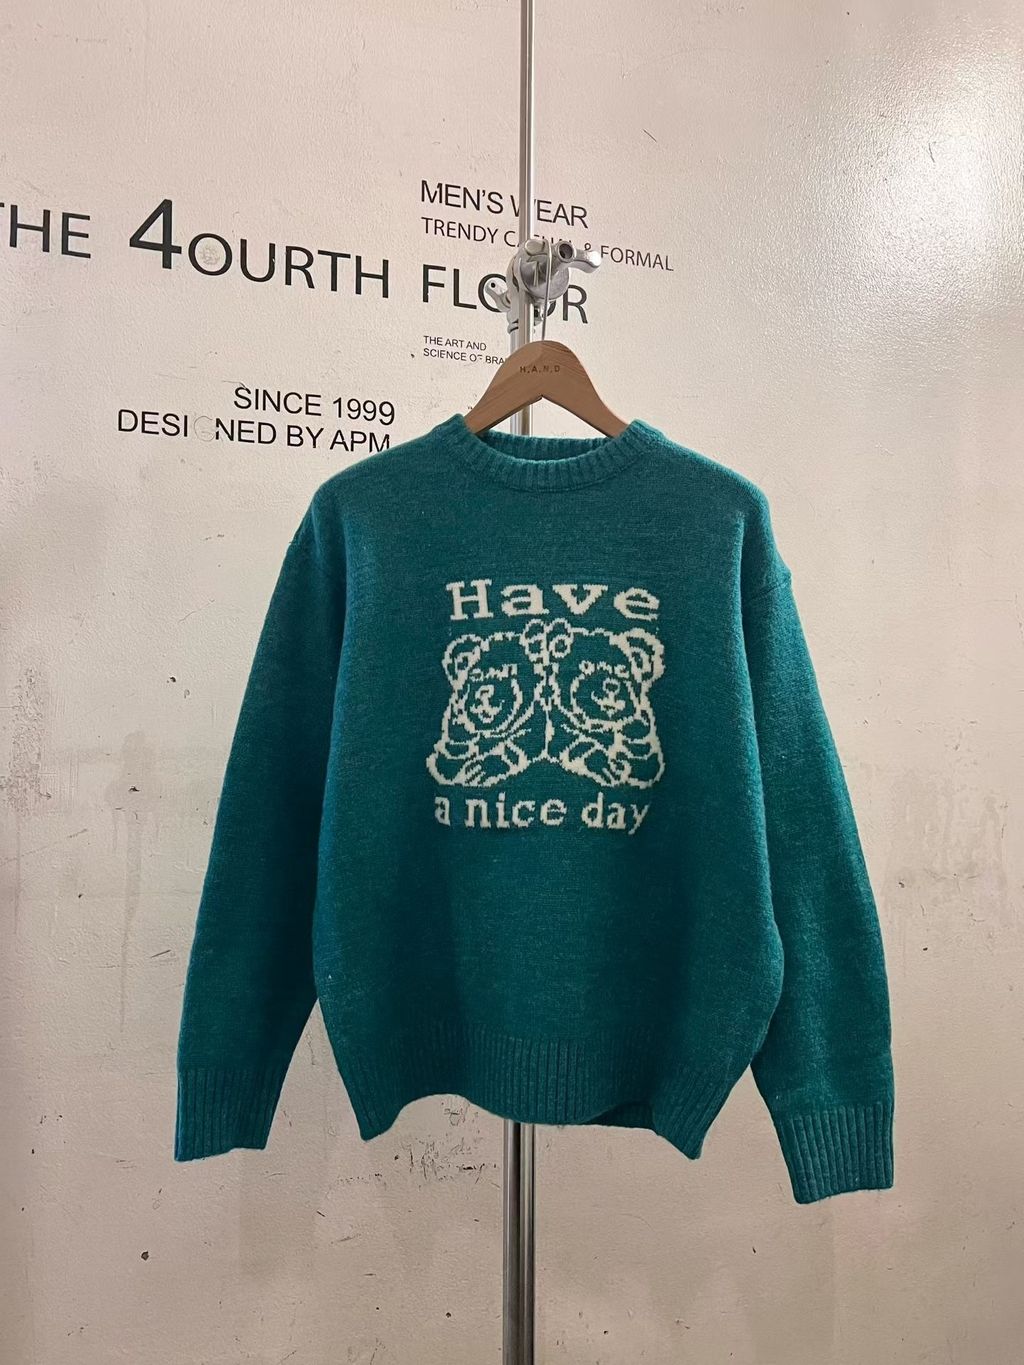 MEN'S WEAR
TRENDY CASUAL & FORMAL
THE 4OURTH FLOOR
THE ART AND
SCIENCE OF
SINCE 1999
DESIGNED BY APM
H.A.N.D
Have
a nice day